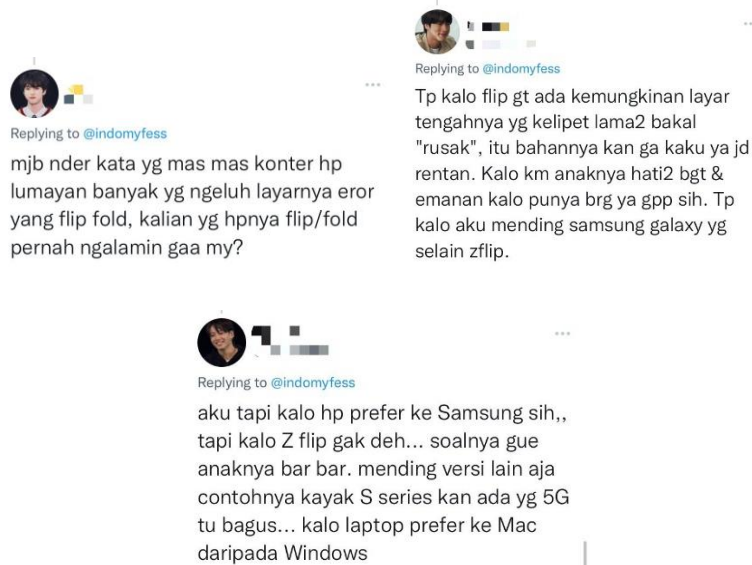 Replying to @indomyfess
mjb nder kata yg mas mas konter hp
lumayan banyak yg ngeluh layarnya eror
yang flip fold, kalian yg hpnya flip/fold
pernah ngalamin gaa my?
Replying to @indomyfess
Tp kalo flip gt ada kemungkinan layar
tengahnya yg kelipet lama2 bakal
"rusak", itu bahannya kan ga kaku ya jd
rentan. Kalo km anaknya hati2 bgt &
emanan kalo punya brg ya gpp sih. Tp
kalo aku mending samsung galaxy yg
selain zflip.
Replying to @indomyfess
aku tapi kalo hp prefer ke Samsung sih,,
tapi kalo Z flip gak deh... soalnya gue
anaknya bar bar. mending versi lain aja
contohnya kayak S series kan ada yg 5G
tu bagus... kalo laptop prefer ke Mac
daripada Windows